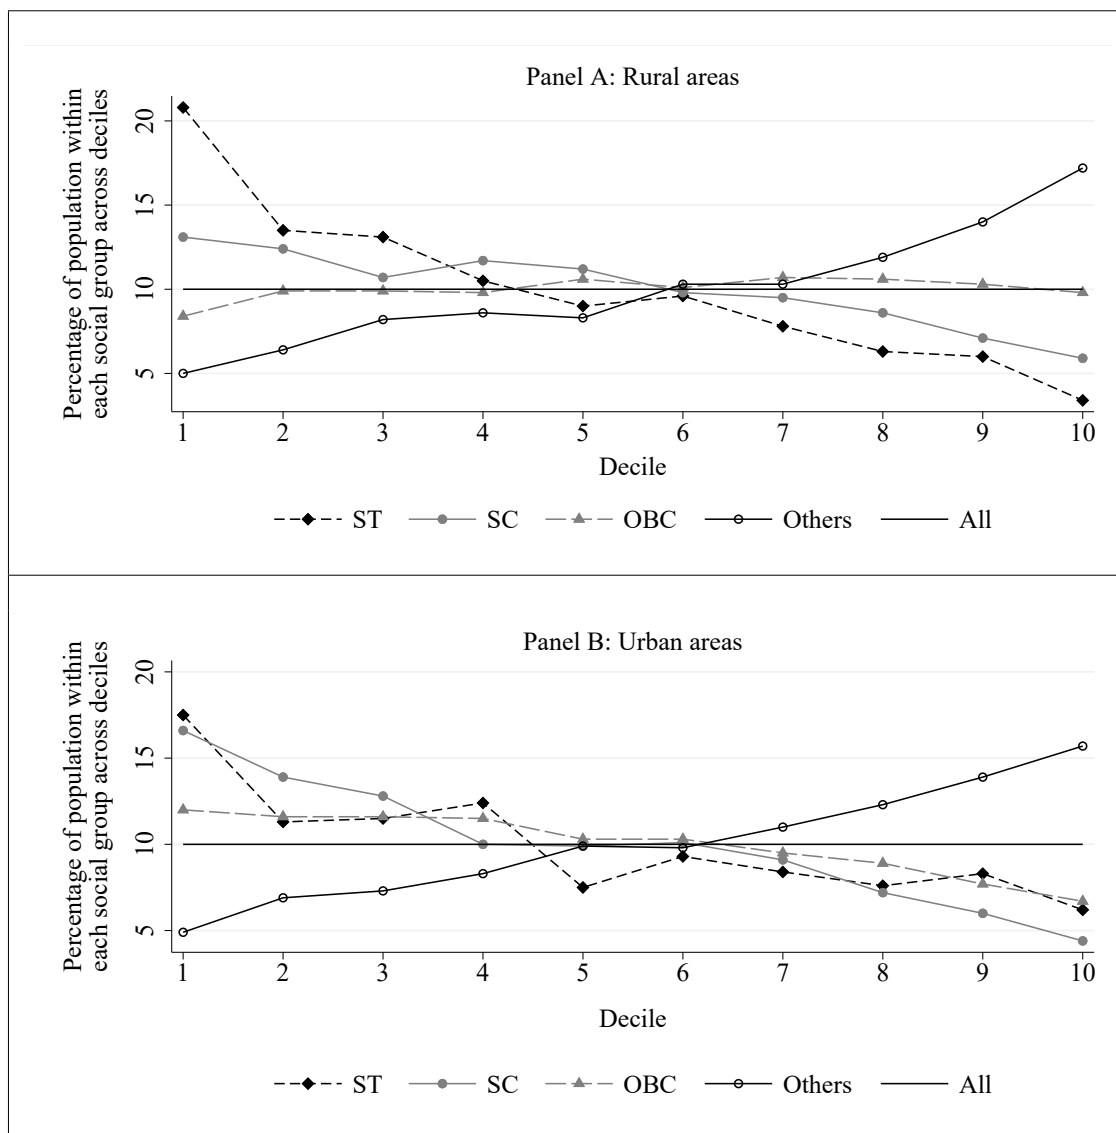 Panel A: Rural areas
Percentage of population within
each social group across deciles
20
15
10
5
1 2 3 4 5 6 7 8 9 10
Decile
ST SC OBC Others All
Panel B: Urban areas
Percentage of population within
each social group across deciles
20
15
10
5
1 2 3 4 5 6 7 8 9 10
Decile
ST SC OBC Others All